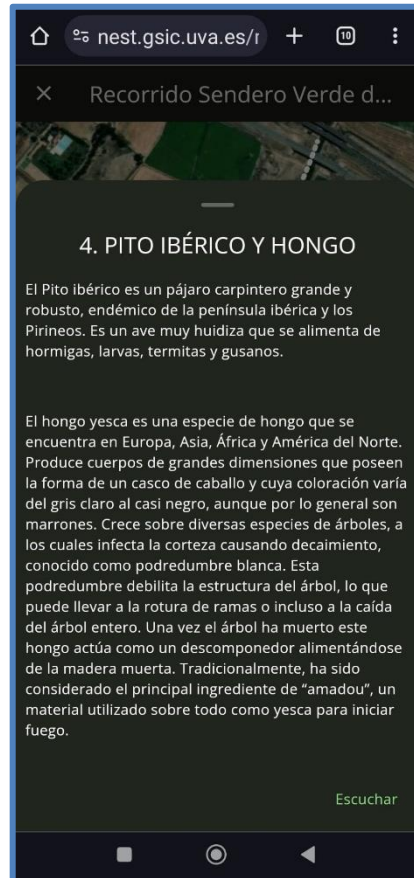 nest.gsic.uva.es/r
10
Recorrido Sendero Verde d...
4. PITO IBÉRICO Y HONGO
El Pito ibérico es un pájaro carpintero grande y
robusto, endémico de la península ibérica y los
Pirineos. Es un ave muy huidiza que se alimenta de
hormigas, larvas, termitas y gusanos.
El hongo yesca es una especie de hongo que se
encuentra en Europa, Asia, África y América del Norte.
Produce cuerpos de grandes dimensiones que poseen
la forma de un casco de caballo y cuya coloración varía
del gris claro al casi negro, aunque por lo general son
marrones. Crece sobre diversas especies de árboles, a
los cuales infecta la corteza causando decaimiento,
conocido como podredumbre blanca. Esta
podredumbre debilita la estructura del árbol, lo que
puede llevar a la rotura de ramas o incluso a la caída
del árbol entero. Una vez el árbol ha muerto este
hongo actúa como un descomponedor alimentándose
de la madera muerta. Tradicionalmente, ha sido
considerado el principal ingrediente de “amadou”, un
material utilizado sobre todo como yesca para iniciar
fuego.
Escuchar